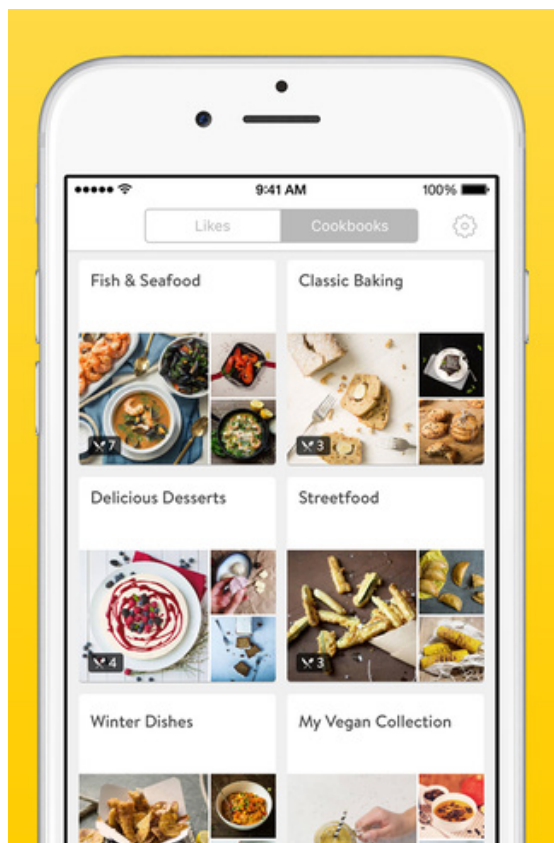 9:41 AM
100%
Likes
Cookbooks
Fish & Seafood
Classic Baking
7
3
Delicious Desserts
Streetfood
4
3
Winter Dishes
My Vegan Collection